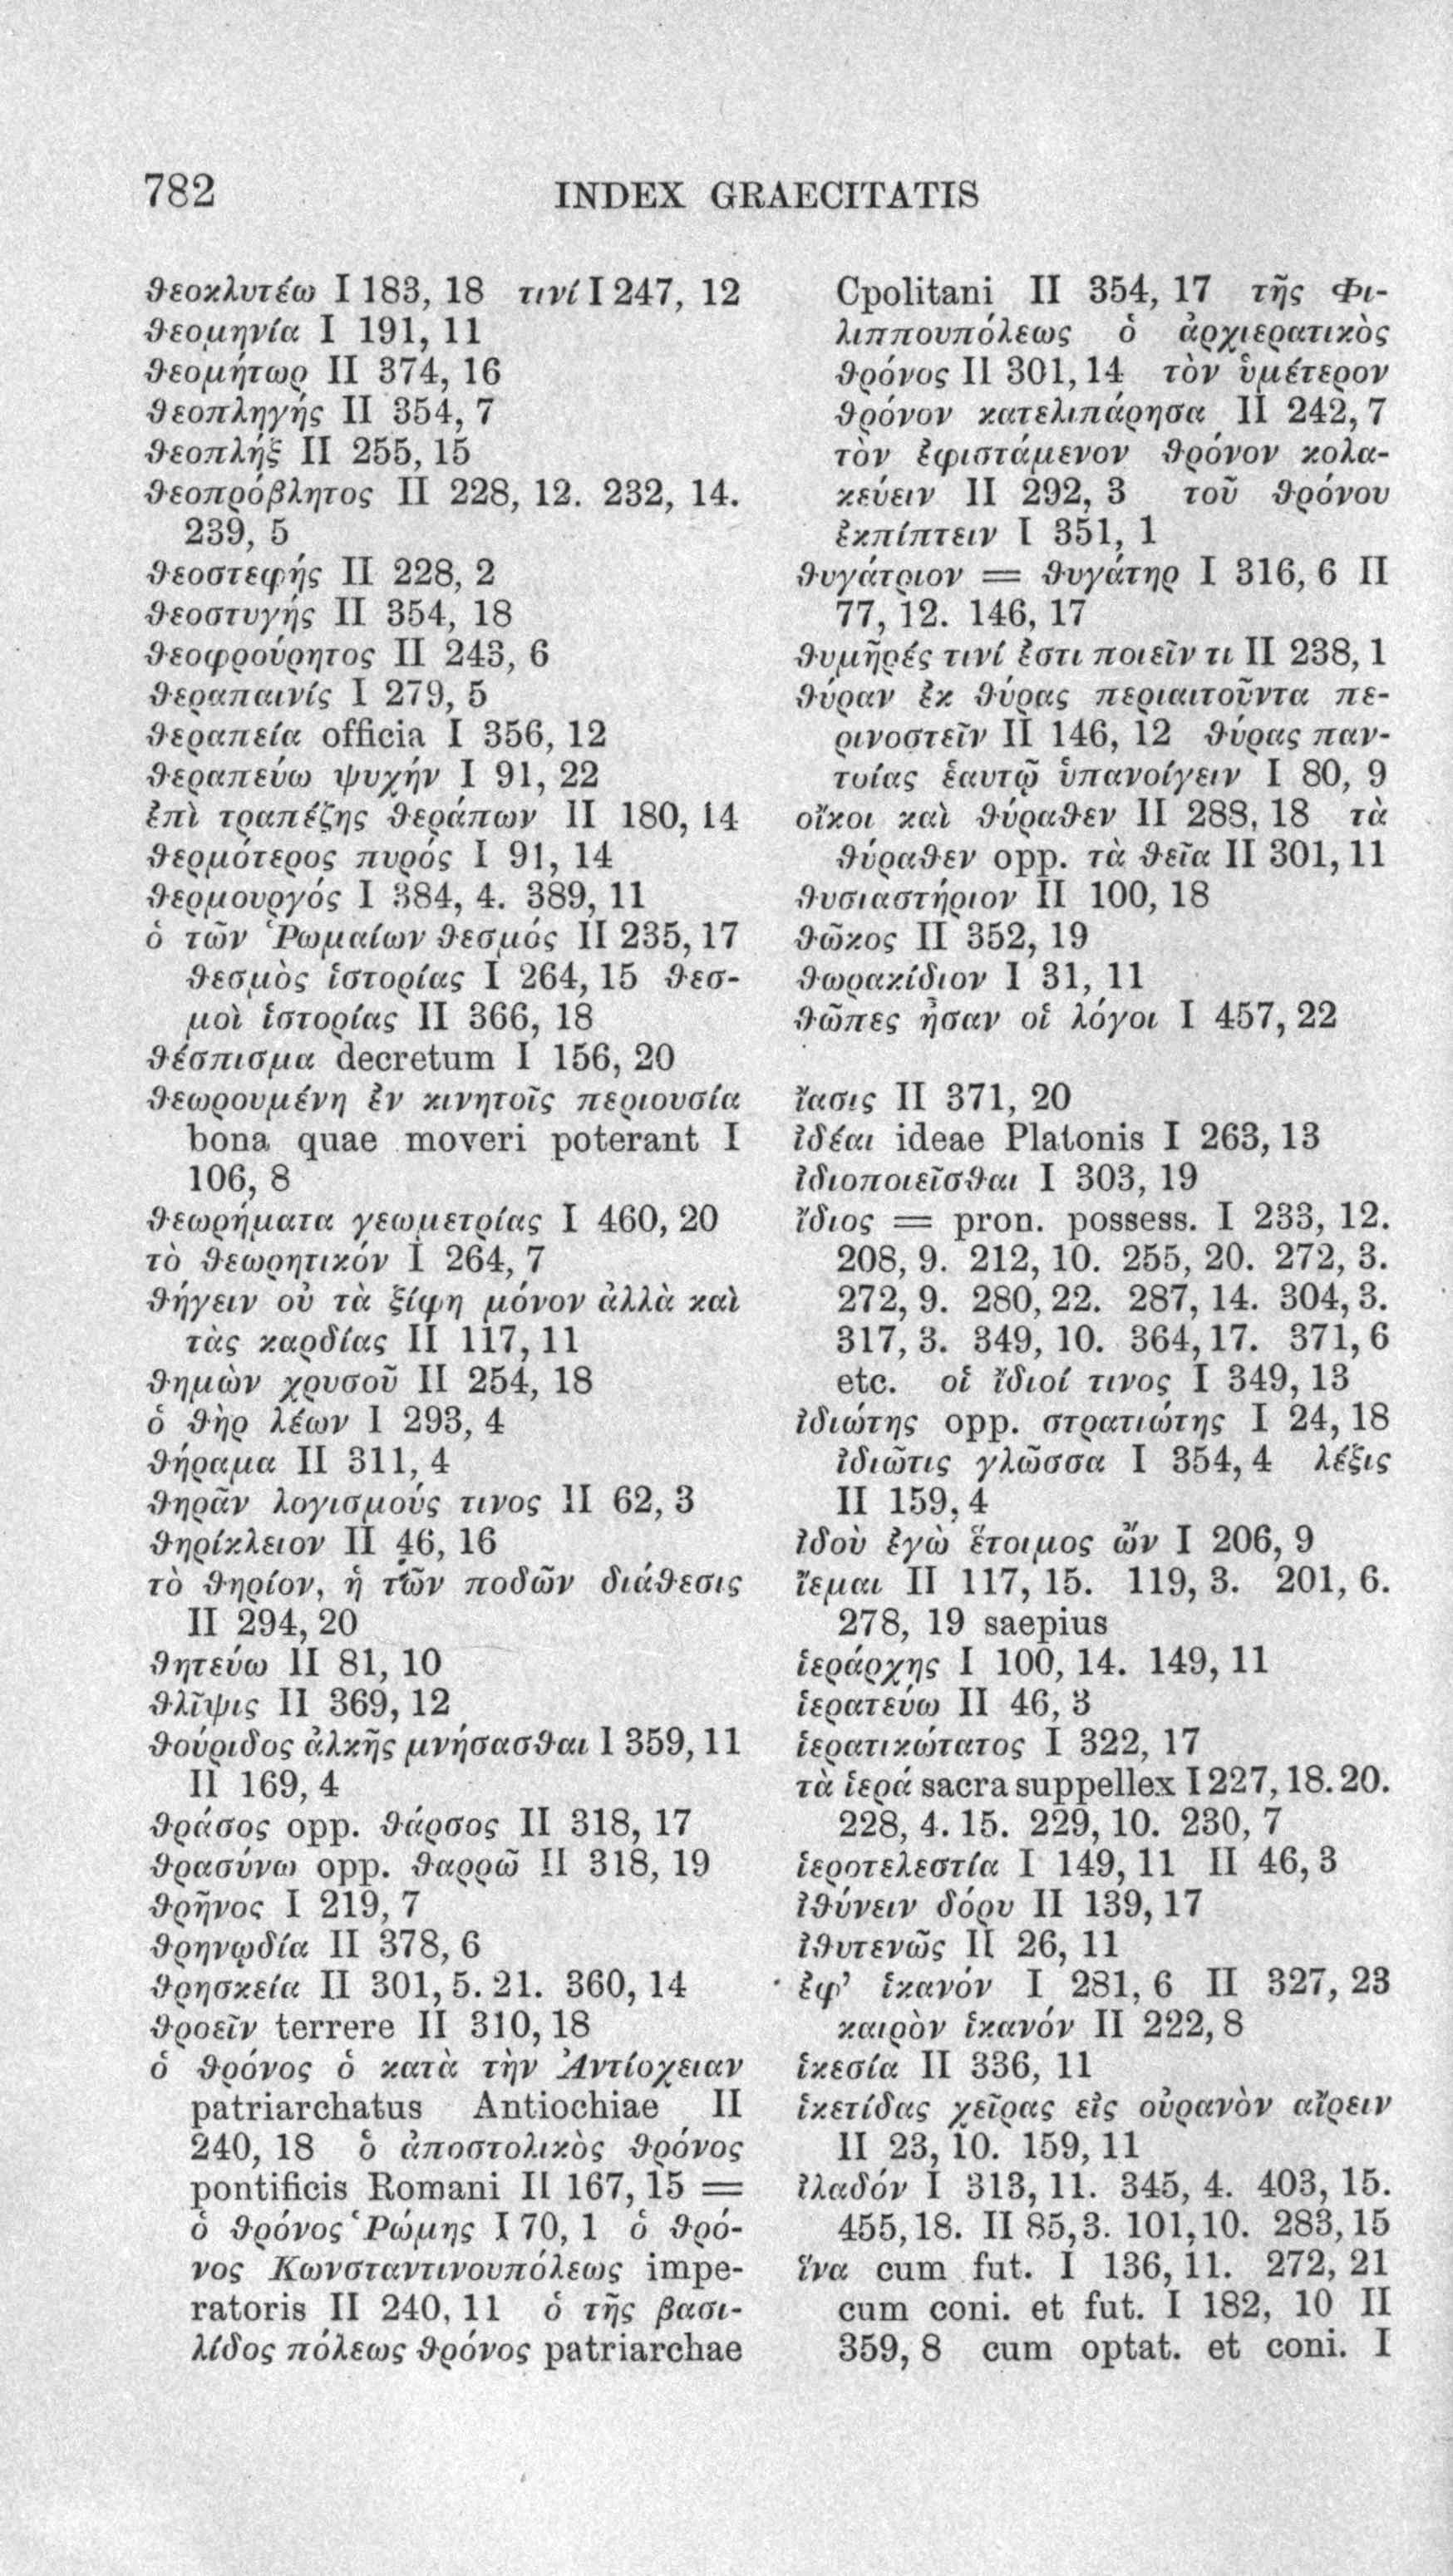 782
INDEX GRAECITATIS
θεοκλυτέω I 183, 18 τινί I 247, 12
θεομηνία I 191, 11
θεομήτωρ II 374, 16
θεοπληγής II 354, 7
θεοπλήξ II 255, 15
θεοπρόβλητος II 228, 12. 232, 14.
239, 5
θεοστεφής II 228, 2
θεοστυγής II 354, 18
θεοφρούρητος II 243, 6
θεραπαινίς I 279, 5
θεραπεία officia I 356, 12
θεραπεύω ψυχήν I 91, 22
ἐπὶ τραπέζης θεράπων II 180, 14
θερμότερος πυρός I 91, 14
θερμουργός I 384, 4. 389, 11
ὁ τῶν Ῥωμαίων θεσμός II 235, 17
θεσμὸς ἱστορίας I 264, 15 θεσ-
μοὶ ἱστορίας II 366, 18
θέσπισμα decretum I 156, 20
θεωρουμένη ἐν κινητοῖς περιουσία
bona quae moveri poterant I
106, 8
θεωρήματα γεωμετρίας I 460, 20
τὸ θεωρητικόν I 264, 7
θήγειν οὐ τὰ ξίφη μόνον ἀλλὰ καὶ
τὰς καρδίας II 117, 11
θημὼν χρυσοῦ II 254, 18
ὁ θὴρ λέων I 293, 4
θήραμα II 311, 4
θηρᾶν λογισμούς τινος II 62, 3
θηρίκλειον II 46, 16
τὸ θηρίον, ἡ τῶν ποδῶν διάθεσις
II 294, 20
θητεύω II 81, 10
θλῖψις II 369, 12
θούριδος ἀλκῆς μνήσασθαι I 359, 11
II 169, 4
θράσος opp. θάρσος II 318, 17
θρασύνω opp. θαρρῶ II 318, 19
θρῆνος I 219, 7
θρηνῳδία II 378, 6
θρησκεία II 301, 5. 21. 360, 14
θροεῖν terrere II 310, 18
ὁ θρόνος ὁ κατὰ τὴν Ἀντίοχειαν
patriarchatus Antiochiae II
240, 18 ὁ ἀποστολικὸς θρόνος
pontificis Romani II 167, 15 =
ὁ θρόνος Ῥώμης I 70, 1 ὁ θρό-
νος Κωνσταντινουπόλεως impe-
ratoris II 240, 11 ὁ τῆς βασι-
λίδος πόλεως θρόνος patriarchae
Cpolitani II 354, 17 τῆς Φι-
λιππουπόλεως ὁ ἀρχιερατικὸς
θρόνος II 301, 14 τὸν ὑμέτερον
θρόνον κατελιπάρησα II 242, 7
τὸν ἐφιστάμενον θρόνον κολα-
κεύειν II 292, 3 τοῦ θρόνου
ἐκπίπτειν I 351, 1
θυγάτριον = θυγάτηρ I 316, 6 II
77, 12. 146, 17
θυμῆρές τινί ἐστι ποιεῖν τι II 238, 1
θύραν ἐκ θύρας περιαιτοῦντα πε-
ρινοστεῖν II 146, 12 θύρας παν-
τοίας ἑαυτῷ ὑπανοίγειν I 80, 9
οἴκοι καὶ θύραθεν II 288, 18 τὰ
θύραθεν opp. τὰ θεῖα II 301, 11
θυσιαστήριον II 100, 18
θῶκος II 352, 19
θωρακίδιον I 31, 11
θῶπες ἦσαν οἱ λόγοι I 457, 22
ἴασις II 371, 20
ἰδέαι ideae Platonis I 263, 13
ἰδιοποιεῖσθαι I 303, 19
ἴδιος = pron. possess. I 233, 12.
208, 9. 212, 10. 255, 20. 272, 3.
272, 9. 280, 22. 287, 14. 304, 3.
317, 3. 349, 10. 364, 17. 371, 6
etc. οἱ ἴδιοί τινος I 349, 13
ἰδιώτης opp. στρατιώτης I 24, 18
ἰδιῶτις γλῶσσα I 354, 4 λέξις
II 159, 4
ἰδοὺ ἐγὼ ἕτοιμος ὤν I 206, 9
ἵεμαι II 117, 15. 119, 3. 201, 6.
278, 19 saepius
ἱεράρχης I 100, 14. 149, 11
ἱερατεύω II 46, 3
ἱερατικώτατος I 322, 17
τὰ ἱερά sacra suppellex I 227, 18. 20.
228, 4. 15. 229, 10. 230, 7
ἱεροτελεστία I 149, 11 II 46, 3
ἰθύνειν δόρυ II 139, 17
ἰθυτενῶς II 26, 11
ἐφ' ἱκανόν I 281, 6 II 327, 23
καιρὸν ἱκανόν II 222, 8
ἱκεσία II 336, 11
ἱκετίδας χεῖρας εἰς οὐρανὸν αἴρειν
II 23, 10. 159, 11
ἰλαδόν I 313, 11. 345, 4. 403, 15.
455, 18. II 85, 3. 101, 10. 283, 15
ἵνα cum fut. I 136, 11. 272, 21
cum coni. et fut. I 182, 10 II
359, 8 cum optat. et coni. I